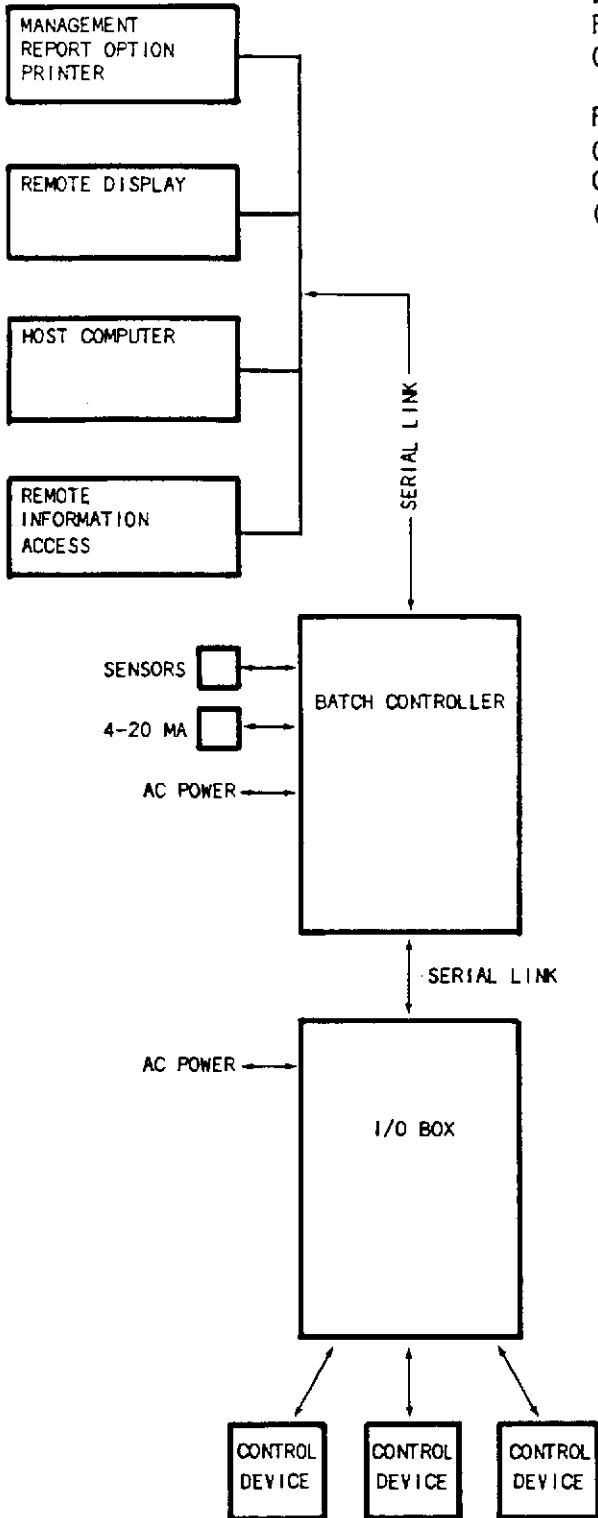 MANAGEMENT
REPORT OPTION
PRINTER
REMOTE DISPLAY
HOST COMPUTER
REMOTE
INFORMATION
ACCESS
SERIAL LINK
SENSORS
4-20 MA
AC POWER
BATCH CONTROLLER
SERIAL LINK
AC POWER
I/O BOX
CONTROL
DEVICE
CONTROL
DEVICE
CONTROL
DEVICE